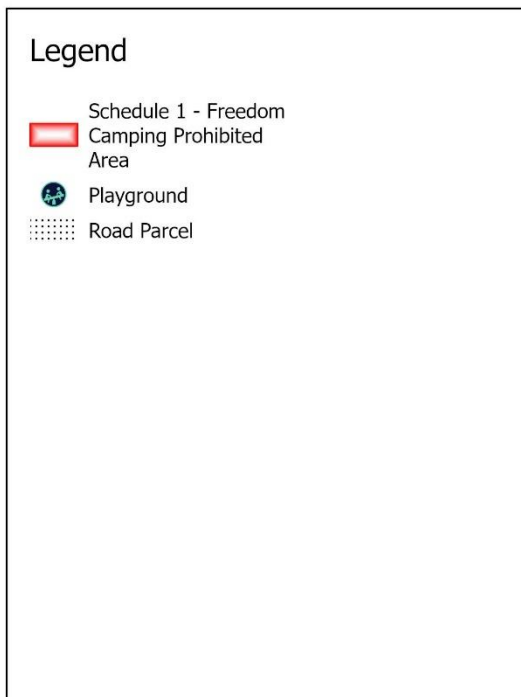 Legend
Schedule 1 - Freedom
Camping Prohibited
Area
Playground
Road Parcel